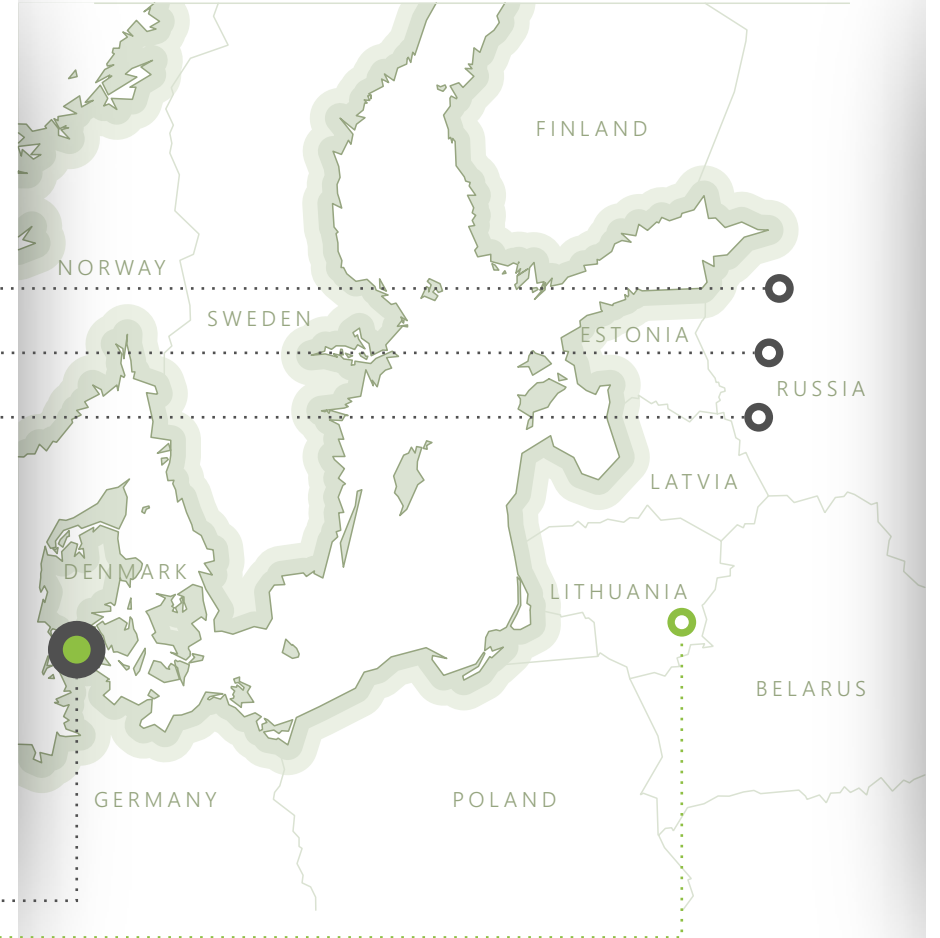 FINLAND
NORWAY
SWEDEN
ESTONIA
RUSSIA
LATVIA
DENMARK
LITHUANIA
BELARUS
GERMANY
POLAND